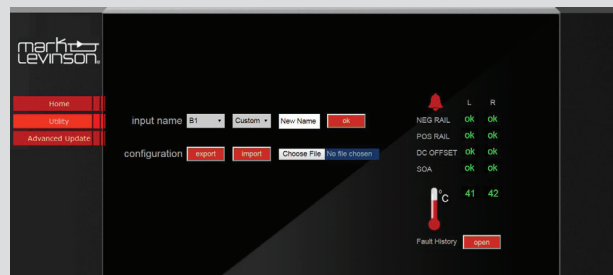 mark
Levinson®
Home
Utility
Advanced Update
input name B1 Custom New Name ok
configuration export import Choose File No file chosen
L R
NEG RAIL ok ok
POS RAIL ok ok
DC OFFSET ok ok
SOA ok ok
°C 41 42
Fault History open